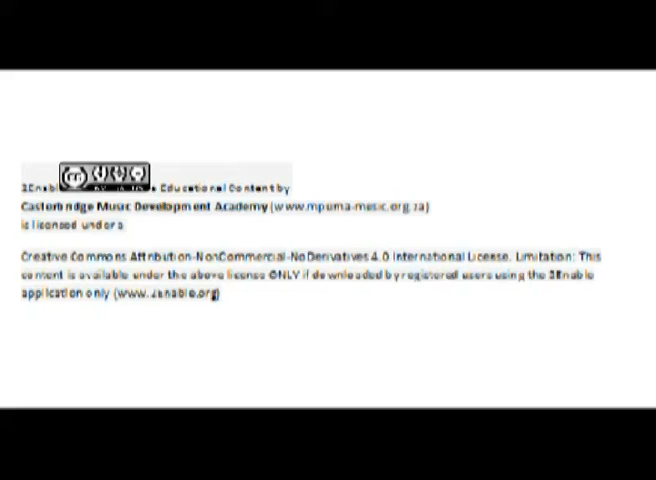 2Enable Educational Content by
Casterbridge Music Development Academy (www.mpuma-music.org.za)
is licensed under a
Creative Commons Attribution-NonCommercial-NoDerivatives 4.0 International License. Limitation: This
content is available under the above license ONLY if downloaded by registered users using the 2Enable
application only (www.2enable.org)